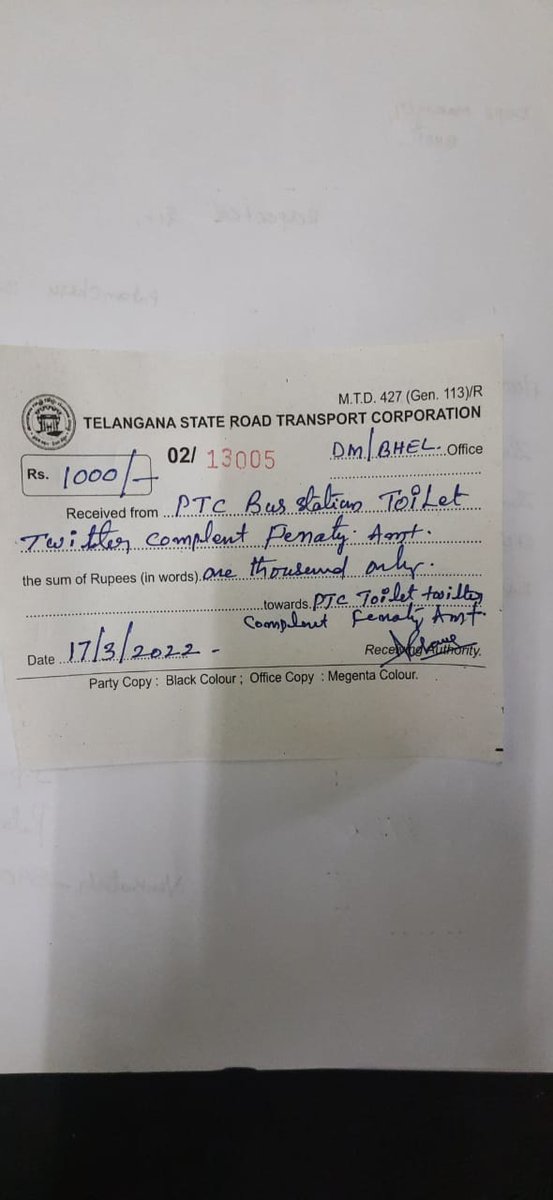 M.T.D. 427 (Gen. 113)/R
TELANGANA STATE ROAD TRANSPORT CORPORATION
Rs. 1000/- 02/ 13005 DM/BHEL. Office
Received from PTC Bus station Toilet
Twitter complent Fenaty. Amt.
the sum of Rupees (in words) one thousand only.
towards PTC Toilet twitter
Complent Fenaty Amt.
Date 17/3/2022 - Receiving Authority.
Party Copy : Black Colour ; Office Copy : Megenta Colour.